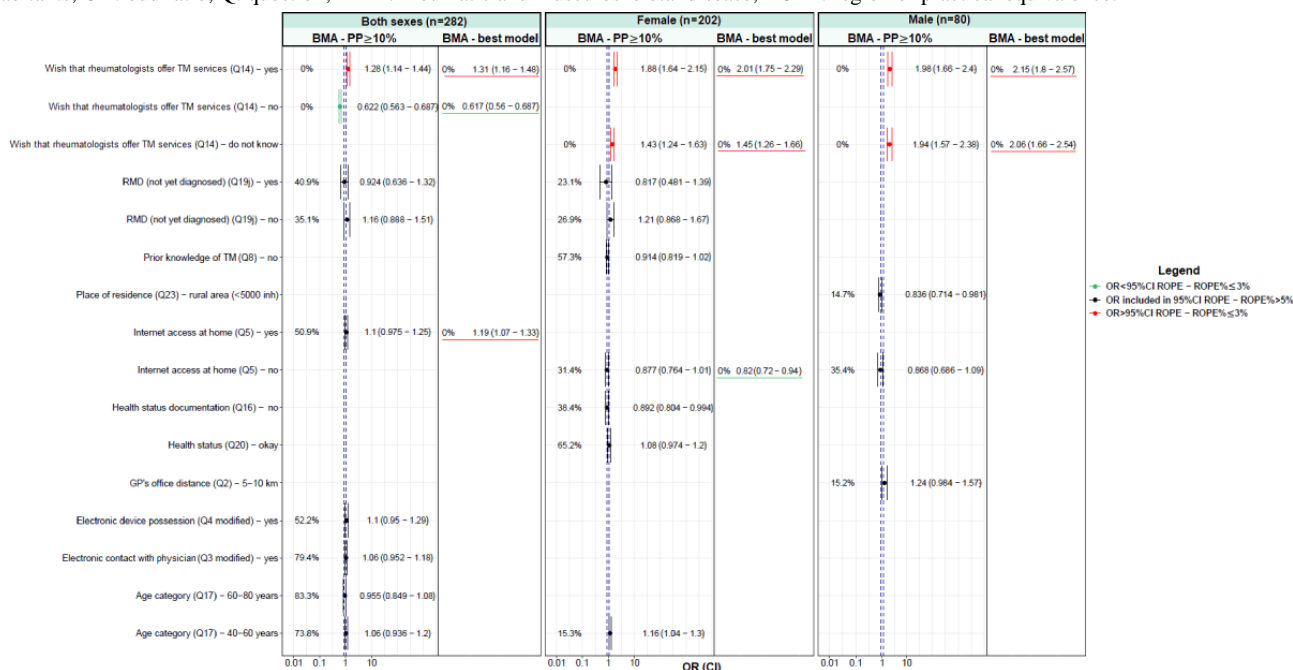 Both sexes (n=282) Female (n=202) Male (n=80)
BMA - PP≥10% BMA - best model BMA - PP≥10% BMA - best model BMA - PP≥10% BMA - best model
Wish that rheumatologists offer TM services (Q14) – yes 0% 1.28 (1.14 – 1.44) 0% 1.31 (1.16 – 1.48) 0% 1.88 (1.64 – 2.15) 0% 2.01 (1.75 – 2.29) 0% 1.98 (1.66 – 2.4) 0% 2.15 (1.8 – 2.57)
Wish that rheumatologists offer TM services (Q14) – no 0% 0.622 (0.563 – 0.687) 0% 0.617 (0.56 – 0.687)
Wish that rheumatologists offer TM services (Q14) – do not know 0% 1.43 (1.24 – 1.63) 0% 1.45 (1.26 – 1.66) 0% 1.94 (1.57 – 2.38) 0% 2.06 (1.66 – 2.54)
RMD (not yet diagnosed) (Q19j) – yes 40.9% 0.924 (0.636 – 1.32) 23.1% 0.817 (0.481 – 1.39)
RMD (not yet diagnosed) (Q19j) – no 35.1% 1.16 (0.888 – 1.51) 26.9% 1.21 (0.868 – 1.67)
Prior knowledge of TM (Q8) – no 57.3% 0.914 (0.819 – 1.02)
Place of residence (Q23) – rural area (<5000 inh) 14.7% 0.836 (0.714 – 0.981)
Internet access at home (Q5) – yes 50.9% 1.1 (0.975 – 1.25) 0% 1.19 (1.07 – 1.33)
Internet access at home (Q5) – no 31.4% 0.877 (0.764 – 1.01) 0% 0.82 (0.72 – 0.94) 35.4% 0.868 (0.686 – 1.09)
Health status documentation (Q16) – no 38.4% 0.892 (0.804 – 0.994)
Health status (Q20) – okay 65.2% 1.08 (0.974 – 1.2)
GP's office distance (Q2) – 5–10 km 15.2% 1.24 (0.984 – 1.57)
Electronic device possession (Q4 modified) – yes 52.2% 1.1 (0.95 – 1.29)
Electronic contact with physician (Q3 modified) – yes 79.4% 1.06 (0.952 – 1.18)
Age category (Q17) – 60–80 years 83.3% 0.955 (0.849 – 1.08)
Age category (Q17) – 40–60 years 73.8% 1.06 (0.936 – 1.2) 15.3% 1.16 (1.04 – 1.3)
0.01 0.1 1 10 0.01 0.1 1 10 0.01 0.1 1 10
OR (CI)
Legend
OR<95%CI ROPE – ROPE%≤3%
OR included in 95%CI ROPE – ROPE%>5%
OR>95%CI ROPE – ROPE%≤3%